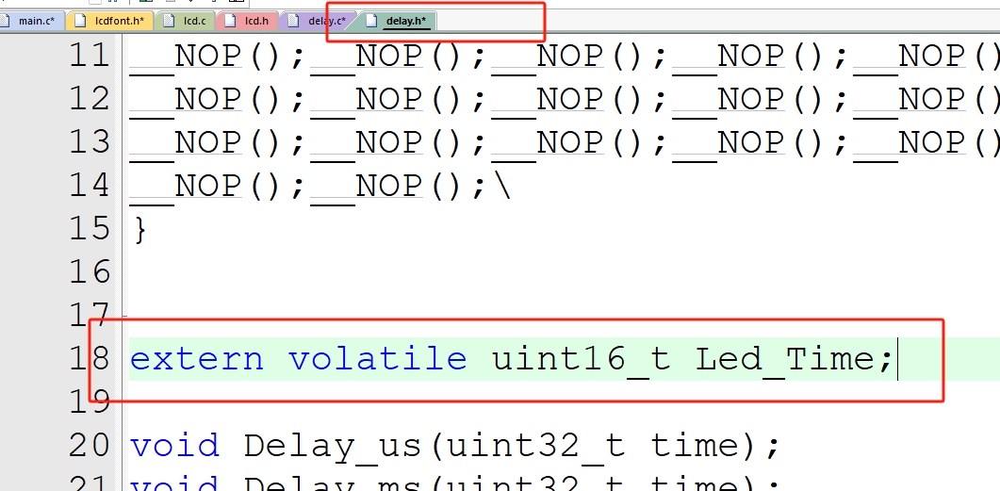 main.c* lcdfont.h* lcd.c lcd.h delay.c* delay.h*
11 __NOP();__NOP();__NOP();__NOP();__NOP()
12 __NOP();__NOP();__NOP();__NOP();__NOP()
13 __NOP();__NOP();__NOP();__NOP();__NOP()
14 __NOP();__NOP();\
15 }
16
17
18 extern volatile uint16_t Led_Time;
19
20 void Delay_us(uint32_t time);
21 void Delay_ms(uint32_t time);